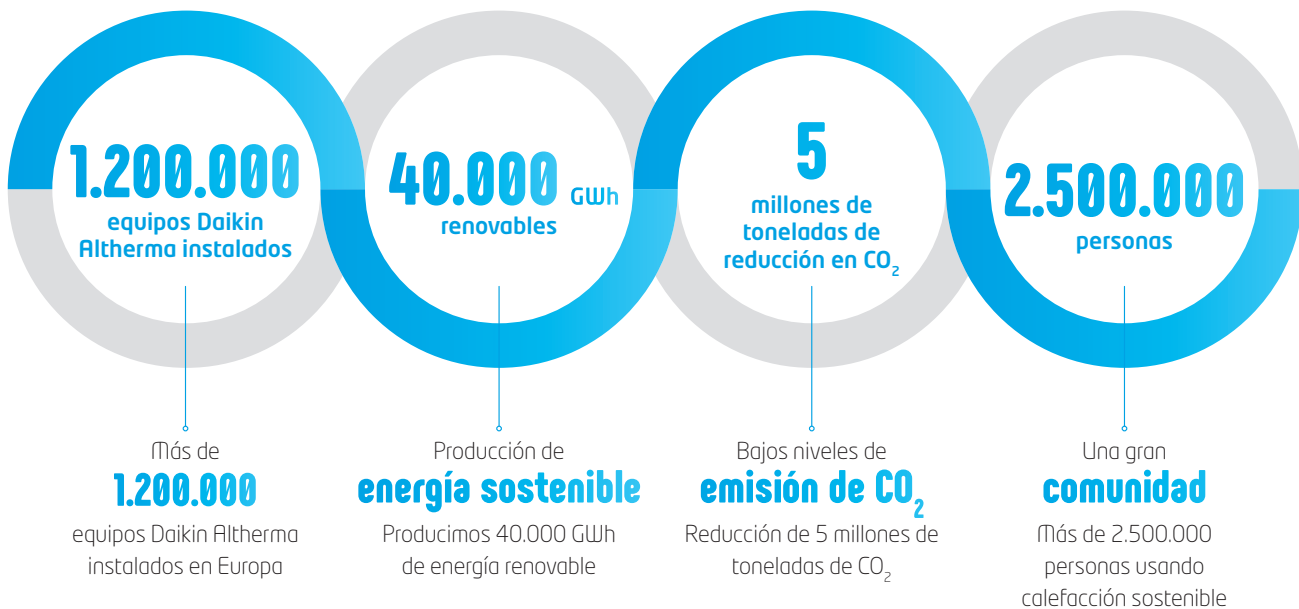 1.200.000
equipos Daikin
Altherma instalados
40.000 GWh
renovables
5
millones de
toneladas de
reducción en CO₂
2.500.000
personas
Más de
1.200.000
equipos Daikin Altherma
instalados en Europa
Producción de
energía sostenible
Producimos 40.000 GWh
de energía renovable
Bajos niveles de
emisión de CO₂
Reducción de 5 millones de
toneladas de CO₂
Una gran
comunidad
Más de 2.500.000
personas usando
calefacción sostenible